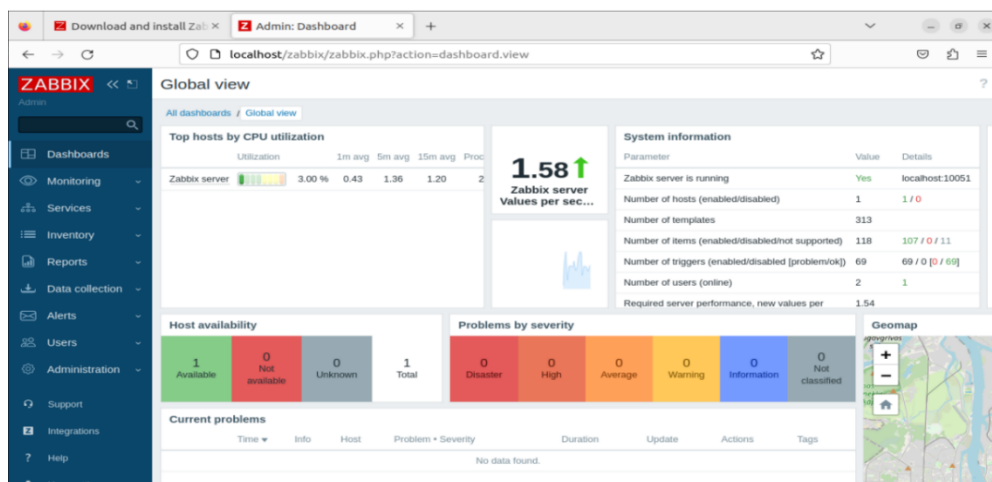 Download and install Zab
Admin: Dashboard
localhost/zabbix/zabbix.php?action=dashboard.view
ZABBIX
Admin
Dashboards
Monitoring
Services
Inventory
Reports
Data collection
Alerts
Users
Administration
Support
Integrations
Help
Global view
?
All dashboards / Global view
Top hosts by CPU utilization
Utilization 1m avg 5m avg 15m avg Proc
Zabbix server 3.00 % 0.43 1.36 1.20 2
1.58
Zabbix server
Values per sec...
System information
Parameter Value Details
Zabbix server is running Yes localhost:10051
Number of hosts (enabled/disabled) 1 1 / 0
Number of templates 313
Number of items (enabled/disabled/not supported) 118 107 / 0 / 11
Number of triggers (enabled/disabled [problem/ok]) 69 69 / 0 [0 / 69]
Number of users (online) 2 1
Required server performance, new values per 1.54
Host availability
1 Available
0 Not available
0 Unknown
1 Total
Problems by severity
0 Disaster
0 High
0 Average
0 Warning
0 Information
0 Not classified
Geomap
+
−
Current problems
Time Info Host Problem • Severity Duration Update Actions Tags
No data found.